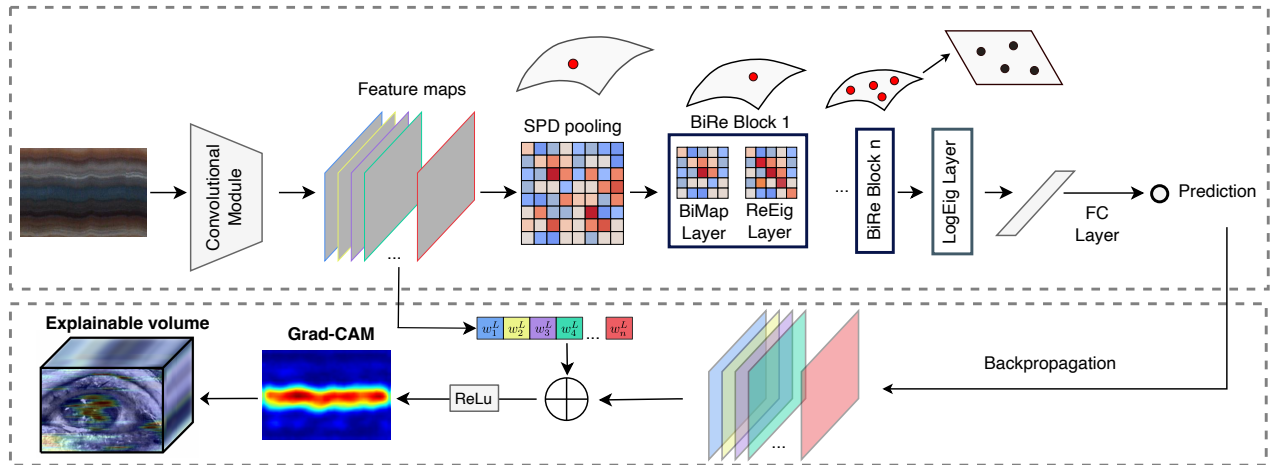 Feature maps
SPD pooling
BiRe Block 1
Convolutional
Module
BiMap
Layer
ReEig
Layer
...
...
BiRe Block n
LogEig Layer
FC
Layer
Prediction
Explainable volume
Grad-CAM
w_1^L w_2^L w_3^L w_4^L ... w_n^L
ReLu
Backpropagation
...